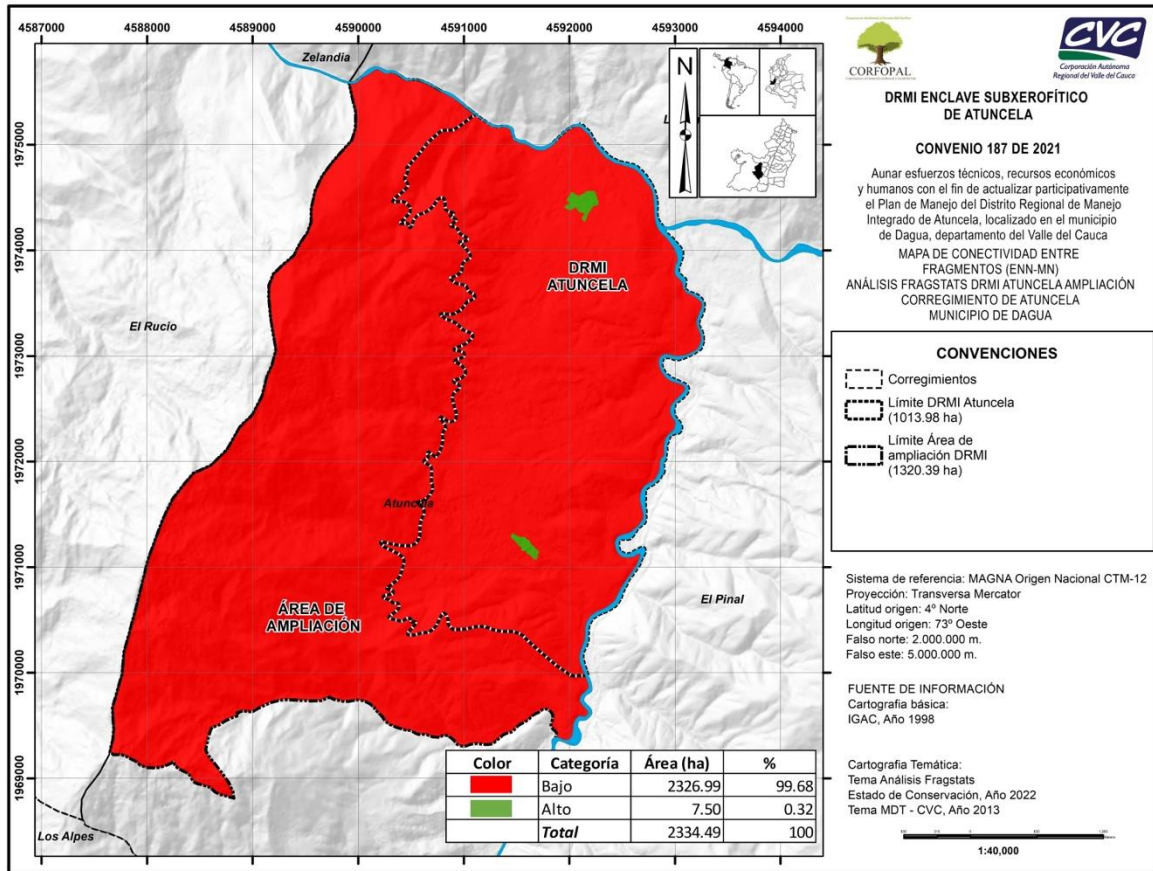 4587000 4588000 4589000 4590000 4591000 4592000 4593000 4594000
1975000
1974000
1973000
1972000
1971000
1970000
1969000
Zelandia
N
El Rucio
DRMI
ATUNCELA
El Pinal
ÁREA DE
AMPLIACIÓN
Los Alpes
Color Categoría Área (ha) %
Bajo 2326.99 99.68
Alto 7.50 0.32
Total 2334.49 100
CORFOPAL
CVC
Corporación Autónoma
Regional del Valle del Cauca
DRMI ENCLAVE SUBXEROFÍTICO
DE ATUNCELA
CONVENIO 187 DE 2021
Aunar esfuerzos técnicos, recursos económicos
y humanos con el fin de actualizar participativamente
el Plan de Manejo del Distrito Regional de Manejo
Integrado de Atuncela, localizado en el municipio
de Dagua, departamento del Valle del Cauca
MAPA DE CONECTIVIDAD ENTRE
FRAGMENTOS (ENN-MN)
ANÁLISIS FRAGSTATS DRMI ATUNCELA AMPLIACIÓN
CORREGIMIENTO DE ATUNCELA
MUNICIPIO DE DAGUA
CONVENCIONES
Corregimientos
Límite DRMI Atuncela
(1013.98 ha)
Límite Área de
ampliación DRMI
(1320.39 ha)
Sistema de referencia: MAGNA Origen Nacional CTM-12
Proyección: Transversa Mercator
Latitud origen: 4º Norte
Longitud origen: 73º Oeste
Falso norte: 2.000.000 m.
Falso este: 5.000.000 m.
FUENTE DE INFORMACIÓN
Cartografia básica:
IGAC, Año 1998
Cartografia Temática:
Tema Análisis Fragstats
Estado de Conservación, Año 2022
Tema MDT - CVC, Año 2013
1:40,000